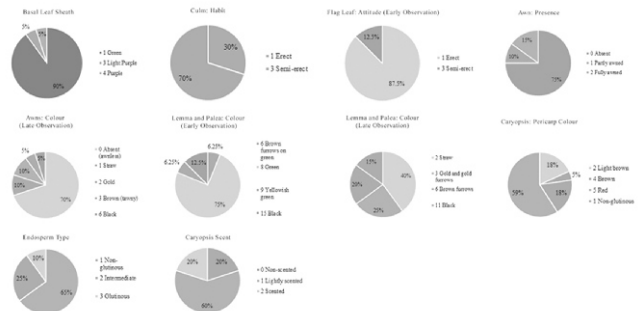 Basal Leaf Sheath
5%
5%
90%
1 Green
3 Light Purple
4 Purple
Culm: Habit
30%
70%
1 Erect
3 Semi-erect
Flag Leaf: Attitude (Early Observation)
12.5%
87.5%
1 Erect
3 Semi-erect
Awn: Presence
15%
10%
75%
0 Absent
1 Partly awned
2 Fully awned
Awns: Colour
(Late Observation)
5%
5%
10%
10%
70%
0 Absent
(awnless)
1 Straw
2 Gold
3 Brown (tawny)
6 Black
Lemma and Palea: Colour
(Early Observation)
6.25%
12.5%
6.25%
75%
6 Brown
furrows on
green
8 Green
9 Yellowish
green
15 Black
Lemma and Palea: Colour
(Late Observation)
15%
40%
20%
25%
2 Straw
3 Gold and gold
furrows
6 Brown furrows
11 Black
Caryopsis: Pericarp Colour
18%
5%
18%
59%
2 Light brown
4 Brown
5 Red
1 Non-glutinous
Endosperm Type
10%
25%
65%
1 Non-
glutinous
2 Intermediate
3 Glutinous
Caryopsis Scent
20%
20%
60%
0 Non-scented
1 Lightly scented
2 Scented